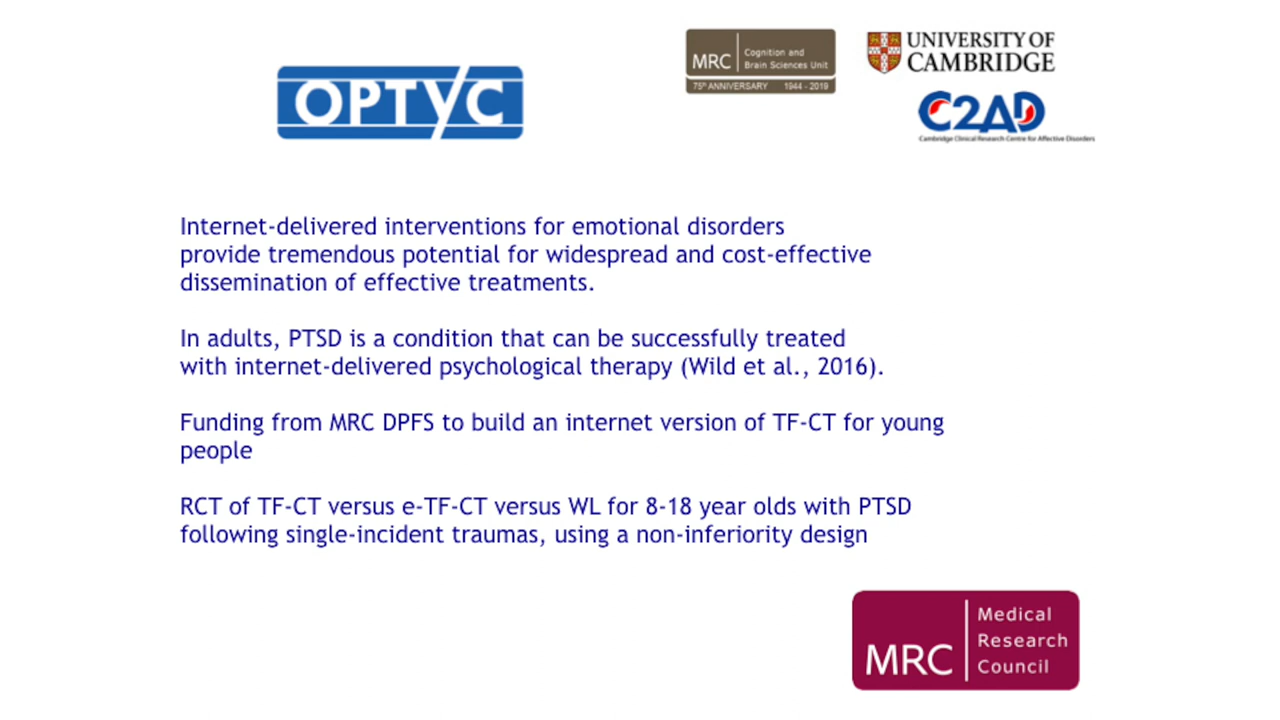 OPTYC
MRC
Cognition and
Brain Sciences Unit
75th ANNIVERSARY 1944 - 2019
UNIVERSITY OF
CAMBRIDGE
C2AD
Cambridge Clinical Research Centre for Affective Disorders
Internet-delivered interventions for emotional disorders
provide tremendous potential for widespread and cost-effective
dissemination of effective treatments.
In adults, PTSD is a condition that can be successfully treated
with internet-delivered psychological therapy (Wild et al., 2016).
Funding from MRC DPFS to build an internet version of TF-CT for young
people
RCT of TF-CT versus e-TF-CT versus WL for 8-18 year olds with PTSD
following single-incident traumas, using a non-inferiority design
MRC
Medical
Research
Council